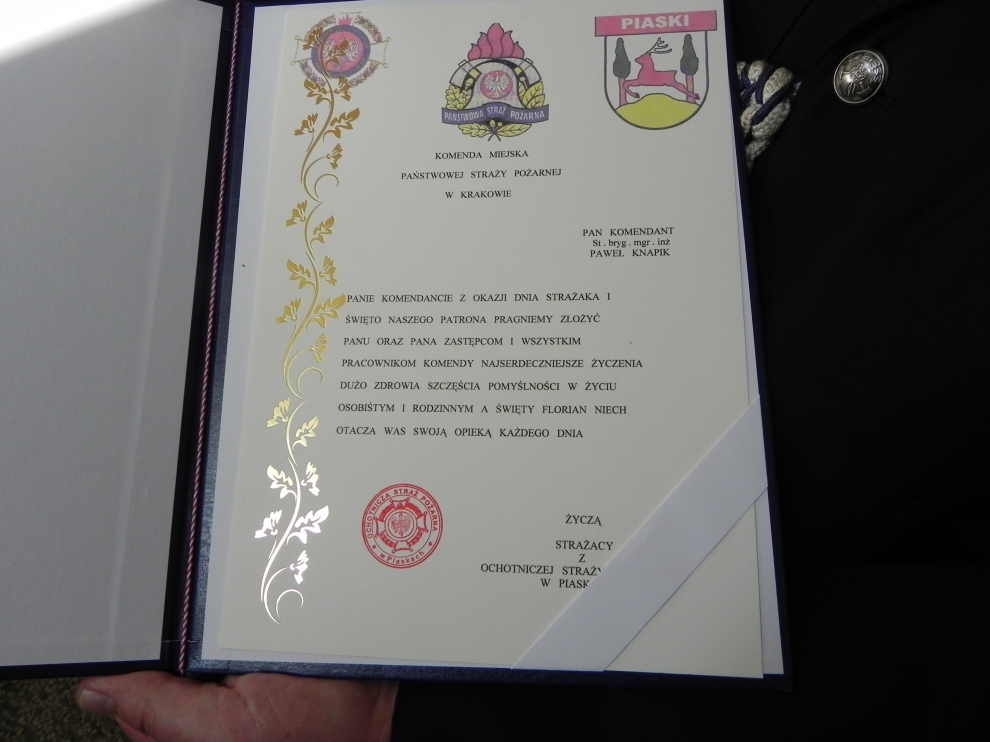 PIASKI
PAŃSTWOWA STRAŻ POŻARNA
KOMENDA MIEJSKA
PAŃSTWOWEJ STRAŻY POŻARNEJ
W KRAKOWIE
PAN KOMENDANT
St . bryg . mgr . inż
PAWEŁ KNAPIK
PANIE KOMENDANCIE Z OKAZJI DNIA STRAŻAKA I
ŚWIĘTO NASZEGO PATRONA PRAGNIEMY ZŁOŻYĆ
PANU ORAZ PANA ZASTĘPCOM I WSZYSTKIM
PRACOWNIKOM KOMENDY NAJSERDECZNIEJSZE ŻYCZENIA
DUŻO ZDROWIA SZCZĘŚCIA POMYŚLNOŚCI W ŻYCIU
OSOBIŚTYM I RODZINNYM A ŚWIĘTY FLORIAN NIECH
OTACZA WAS SWOJĄ OPIEKĄ KAŻDEGO DNIA
OCHOTNICZA STRAŻ POŻARNA
w Piaskach
ŻYCZĄ
STRAŻACY
Z
OCHOTNICZEJ STRAŻY
W PIASK